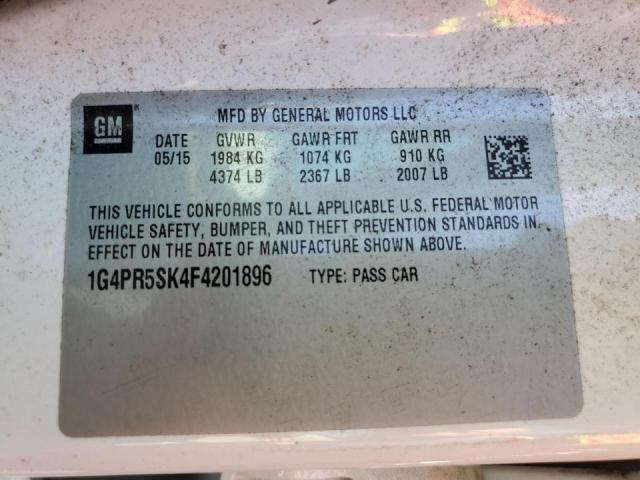 GM
MFD BY GENERAL MOTORS LLC
DATE GVWR GAWR FRT GAWR RR
05/15 1984 KG 1074 KG 910 KG
4374 LB 2367 LB 2007 LB
THIS VEHICLE CONFORMS TO ALL APPLICABLE U.S. FEDERAL MOTOR
VEHICLE SAFETY, BUMPER, AND THEFT PREVENTION STANDARDS IN
EFFECT ON THE DATE OF MANUFACTURE SHOWN ABOVE.
1G4PR5SK4F4201896 TYPE: PASS CAR